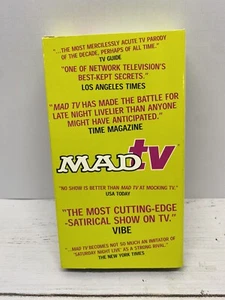 "...THE MOST MERCILESSLY ACUTE TV PARODY
OF THE DECADE, PERHAPS OF ALL TIME."
TV GUIDE
"ONE OF NETWORK TELEVISION'S
BEST-KEPT SECRETS."
LOS ANGELES TIMES
"MAD TV HAS MADE THE BATTLE FOR
LATE NIGHT LIVELIER THAN ANYONE
MIGHT HAVE ANTICIPATED."
TIME MAGAZINE
MADtv
"NO SHOW IS BETTER THAN MAD TV AT MOCKING TV."
USA TODAY
"THE MOST CUTTING-EDGE
SATIRICAL SHOW ON TV."
VIBE
"...MAD TV BECOMES NOT SO MUCH AN IMITATOR OF
'SATURDAY NIGHT LIVE' AS A STRONG RIVAL."
THE NEW YORK TIMES